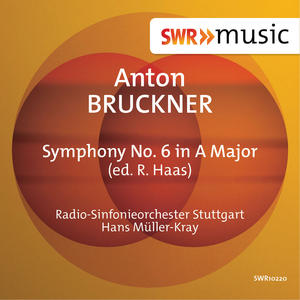 SWR>> music
Anton
BRUCKNER
Symphony No. 6 in A Major
(ed. R. Haas)
Radio-Sinfonieorchester Stuttgart
Hans Müller-Kray
SWR10220